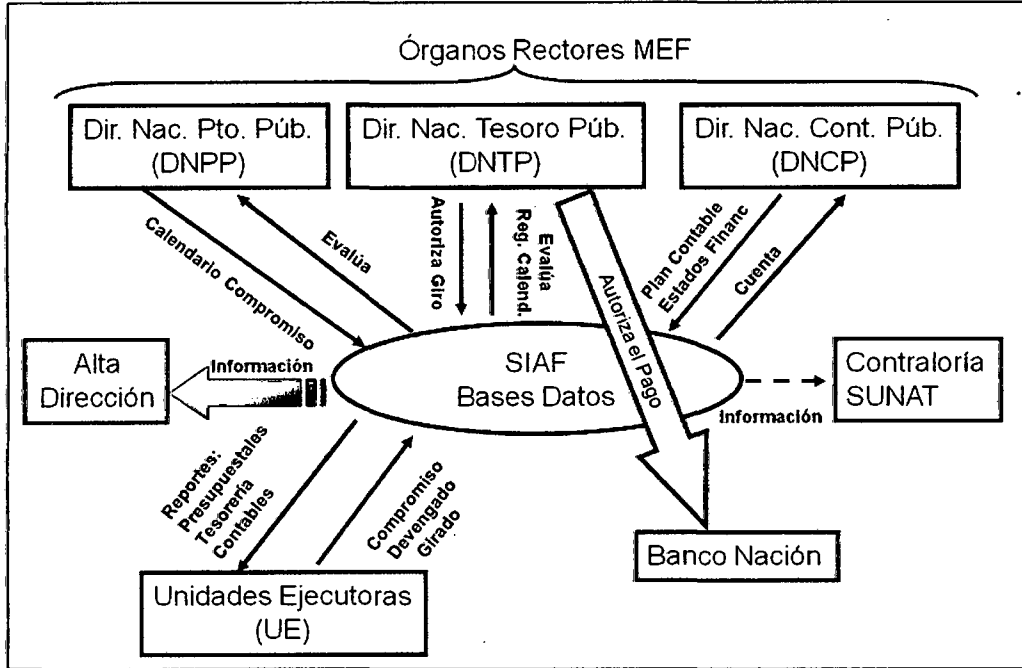 Órganos Rectores MEF
Dir. Nac. Pto. Púb.
(DNPP)
Dir. Nac. Tesoro Púb.
(DNTP)
Dir. Nac. Cont. Púb.
(DNCP)
Calendario Compromiso
Evalúa
Autoriza Giro
Evalúa
Reg. Calend.
Autoriza el Pago
Plan Contable
Estados Financ
Cuenta
Alta
Dirección
Información
SIAF
Bases Datos
Información
Contraloría
SUNAT
Reportes:
Presupuestales
Tesorería
Contables
Compromiso
Devengado
Girado
Banco Nación
Unidades Ejecutoras
(UE)